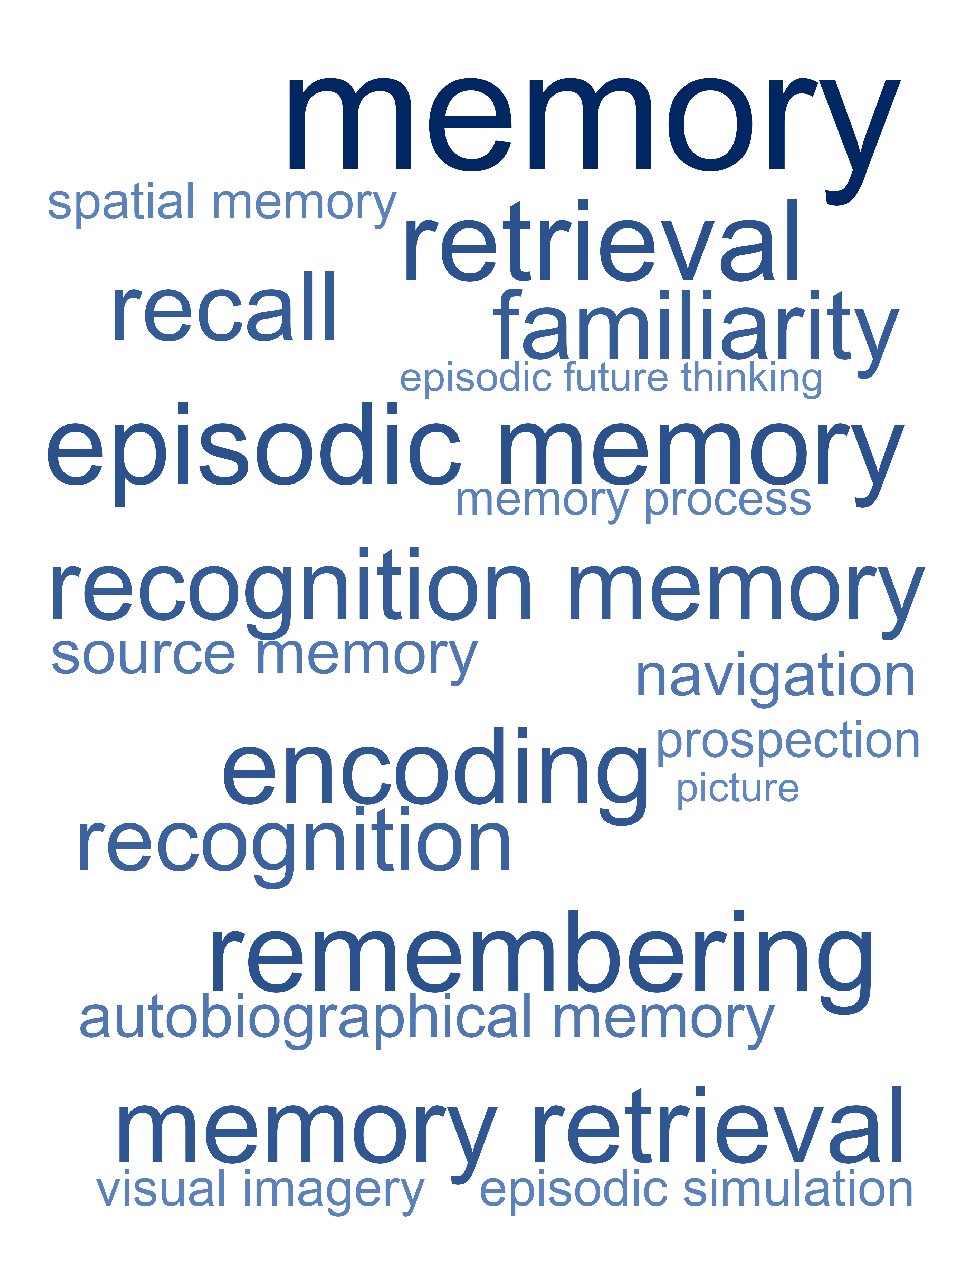 memory
spatial memory
retrieval
recall
familiarity
episodic future thinking
episodic memory
memory process
recognition memory
source memory
navigation
prospection
encoding
picture
recognition
remembering
autobiographical memory
memory retrieval
visual imagery
episodic simulation